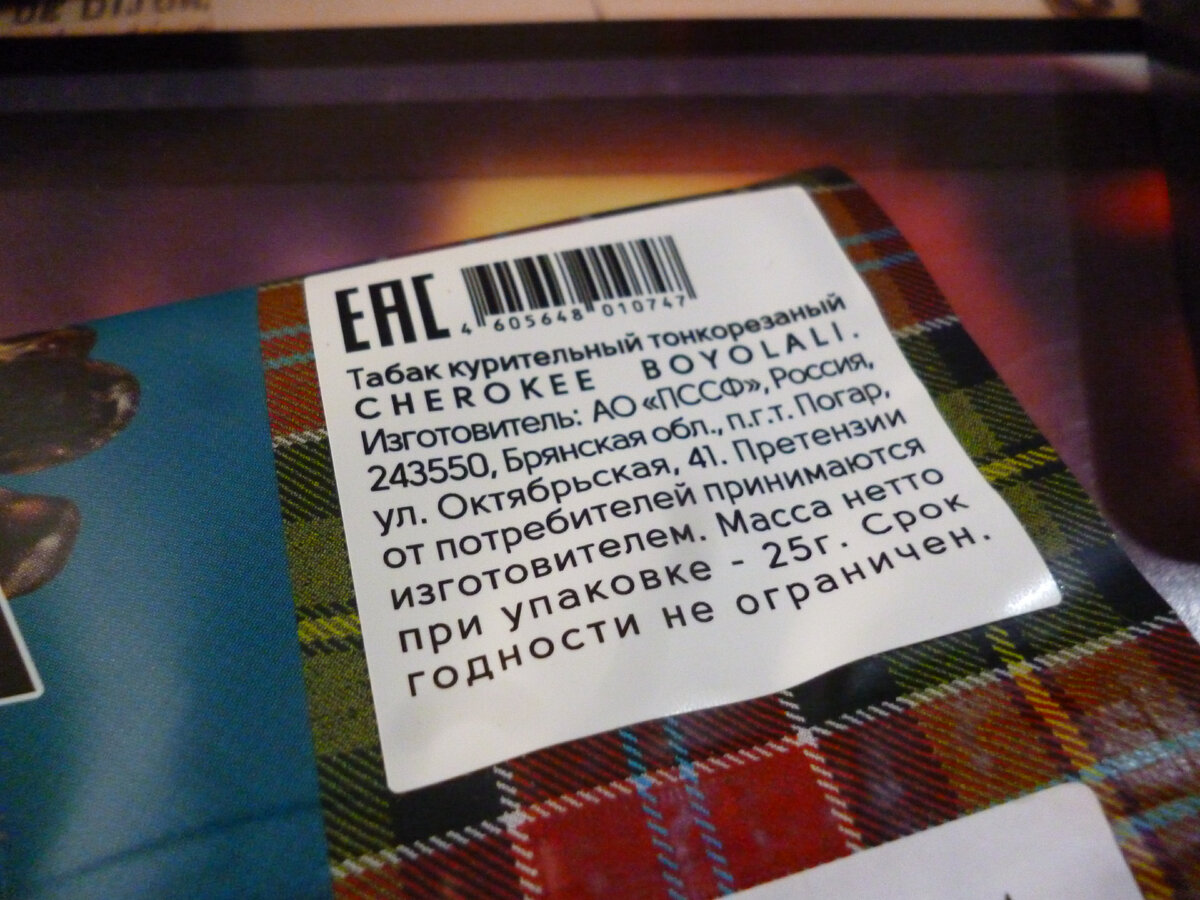 EAC
4 605648 010747
Табак курительный тонкорезаный
CHEROKEE BOYOLALI.
Изготовитель: АО «ПССФ», Россия,
243550, Брянская обл., п.г.т. Погар,
ул. Октябрьская, 41. Претензии
от потребителей принимаются
изготовителем. Масса нетто
при упаковке - 25г. Срок
годности не ограничен.